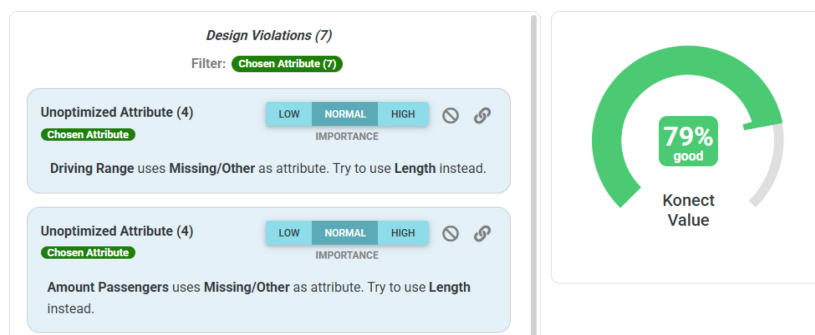 Design Violations (7)
Filter: Chosen Attribute (7)
Unoptimized Attribute (4)
Chosen Attribute
LOW NORMAL HIGH
IMPORTANCE
Driving Range uses Missing/Other as attribute. Try to use Length instead.
Unoptimized Attribute (4)
Chosen Attribute
LOW NORMAL HIGH
IMPORTANCE
Amount Passengers uses Missing/Other as attribute. Try to use Length
instead.
79%
good
Konect
Value